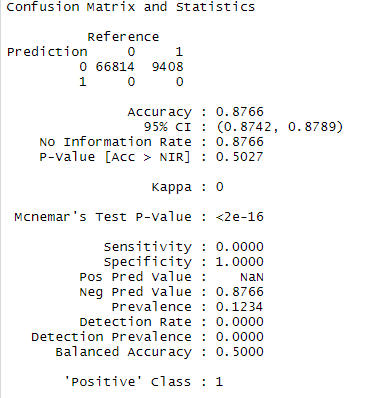 Confusion Matrix and Statistics
Reference
Prediction 0 1
0 66814 9408
1 0 0
Accuracy : 0.8766
95% CI : (0.8742, 0.8789)
No Information Rate : 0.8766
P-Value [Acc > NIR] : 0.5027
Kappa : 0
Mcnemar's Test P-Value : <2e-16
Sensitivity : 0.0000
Specificity : 1.0000
Pos Pred Value : NaN
Neg Pred Value : 0.8766
Prevalence : 0.1234
Detection Rate : 0.0000
Detection Prevalence : 0.0000
Balanced Accuracy : 0.5000
'Positive' Class : 1